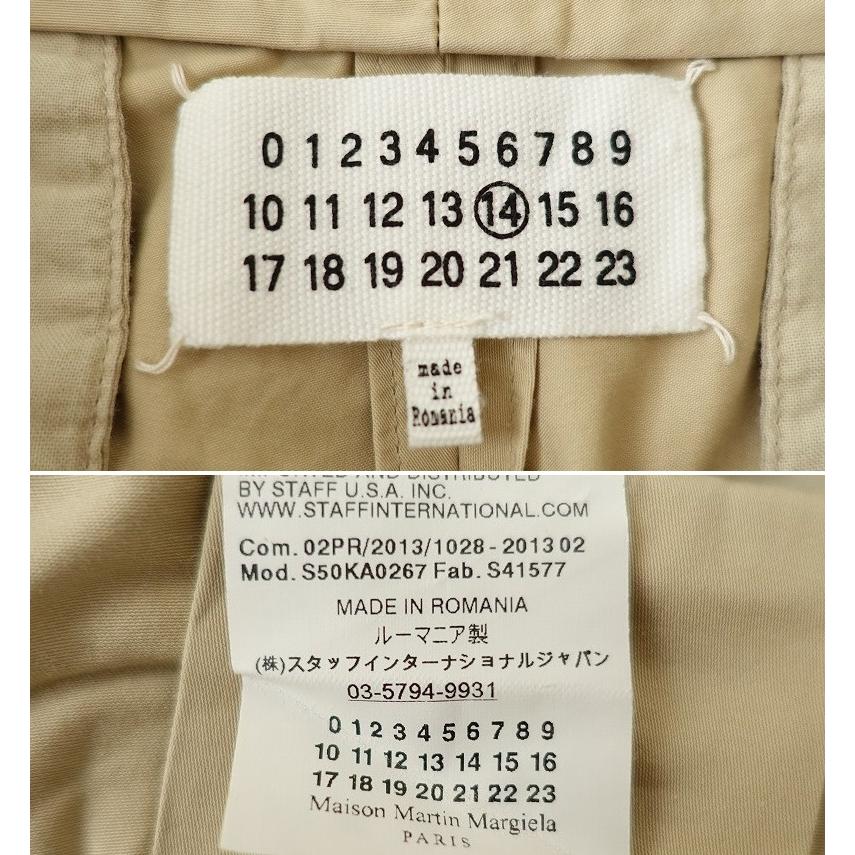 0 1 2 3 4 5 6 7 8 9
10 11 12 13 14 15 16
17 18 19 20 21 22 23
made
in
Romania
IMPORTED AND DISTRIBUTED
BY STAFF U.S.A. INC.
WWW.STAFFINTERNATIONAL.COM
Com. 02PR/2013/1028-2013 02
Mod. S50KA0267 Fab. S41577
MADE IN ROMANIA
ルーマニア製
(株)スタッフインターナショナルジャパン
03-5794-9931
0 1 2 3 4 5 6 7 8 9
10 11 12 13 14 15 16
17 18 19 20 21 22 23
Maison Martin Margiela
PARIS